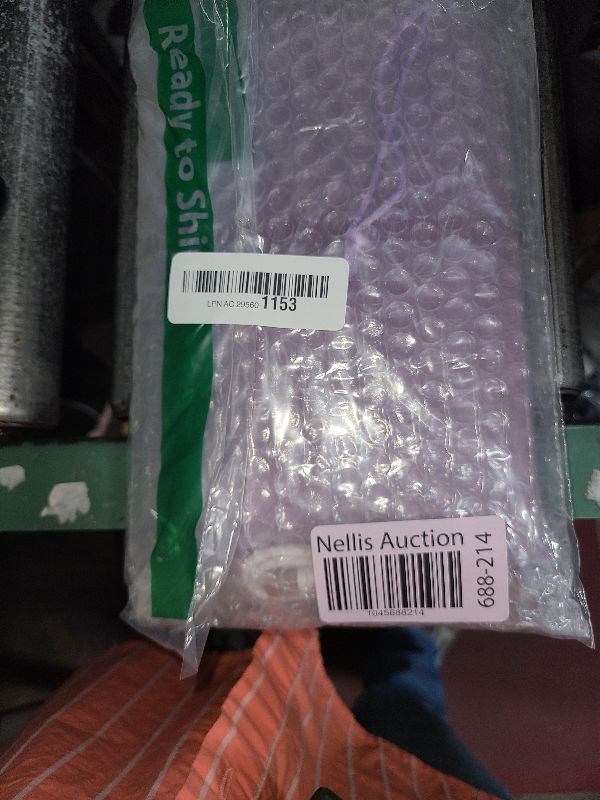 Ready to Shi
LPN AC 29560 1153
Nellis Auction
1045688214
688-214